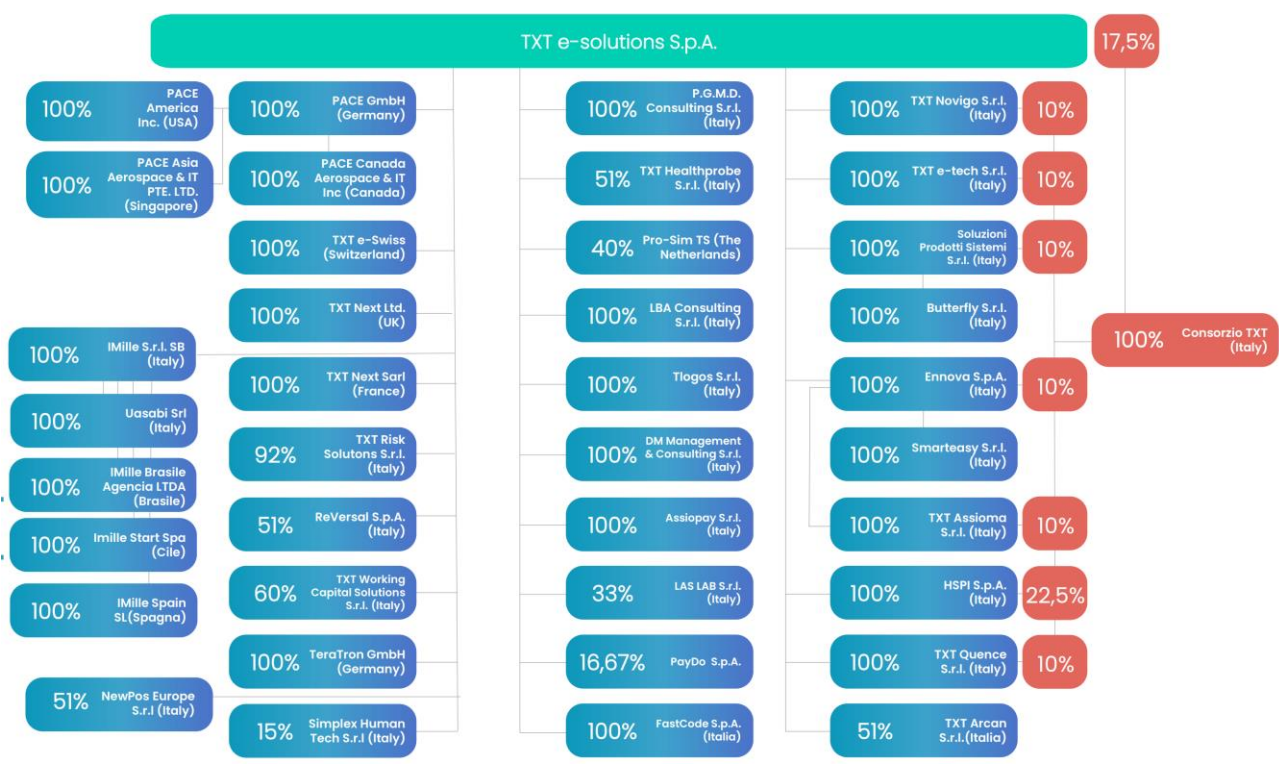 TXT e-solutions S.p.A.
17,5%
100%
PACE
America
Inc. (USA)
100%
PACE Asia
Aerospace & IT
PTE. LTD.
(Singapore)
100%
IMille S.r.l. SB
(Italy)
100%
Uasabi Srl
(Italy)
100%
IMille Brasile
Agencia LTDA
(Brasile)
100%
Imille Start Spa
(Cile)
100%
IMille Spain
SL(Spagna)
51%
NewPos Europe
S.r.l (Italy)
100%
PACE GmbH
(Germany)
100%
PACE Canada
Aerospace & IT
Inc (Canada)
100%
TXT e-Swiss
(Switzerland)
100%
TXT Next Ltd.
(UK)
100%
TXT Next Sarl
(France)
92%
TXT Risk
Solutons S.r.l.
(Italy)
51%
ReVersal S.p.A.
(Italy)
60%
TXT Working
Capital Solutions
S.r.l. (Italy)
100%
TeraTron GmbH
(Germany)
15%
Simplex Human
Tech S.r.l (Italy)
100%
P.G.M.D.
Consulting S.r.l.
(Italy)
51%
TXT Healthprobe
S.r.l. (Italy)
40%
Pro-Sim TS (The
Netherlands)
100%
LBA Consulting
S.r.l. (Italy)
100%
Tlogos S.r.l.
(Italy)
100%
DM Management
& Consulting S.r.l.
(Italy)
100%
Assiopay S.r.l.
(Italy)
33%
LAS LAB S.r.l.
(Italy)
16,67%
PayDo S.p.A.
100%
FastCode S.p.A.
(Italia)
100%
TXT Novigo S.r.l.
(Italy)
10%
100%
TXT e-tech S.r.l.
(Italy)
10%
100%
Soluzioni
Prodotti Sistemi
S.r.l. (Italy)
10%
100%
Butterfly S.r.l.
(Italy)
100%
Ennova S.p.A.
(Italy)
10%
100%
Smarteasy S.r.l.
(Italy)
100%
TXT Assioma
S.r.l. (Italy)
10%
100%
HSPI S.p.A.
(Italy)
22,5%
100%
TXT Quence
S.r.l. (Italy)
10%
51%
TXT Arcan
S.r.l.(Italia)
100%
Consorzio TXT
(Italy)